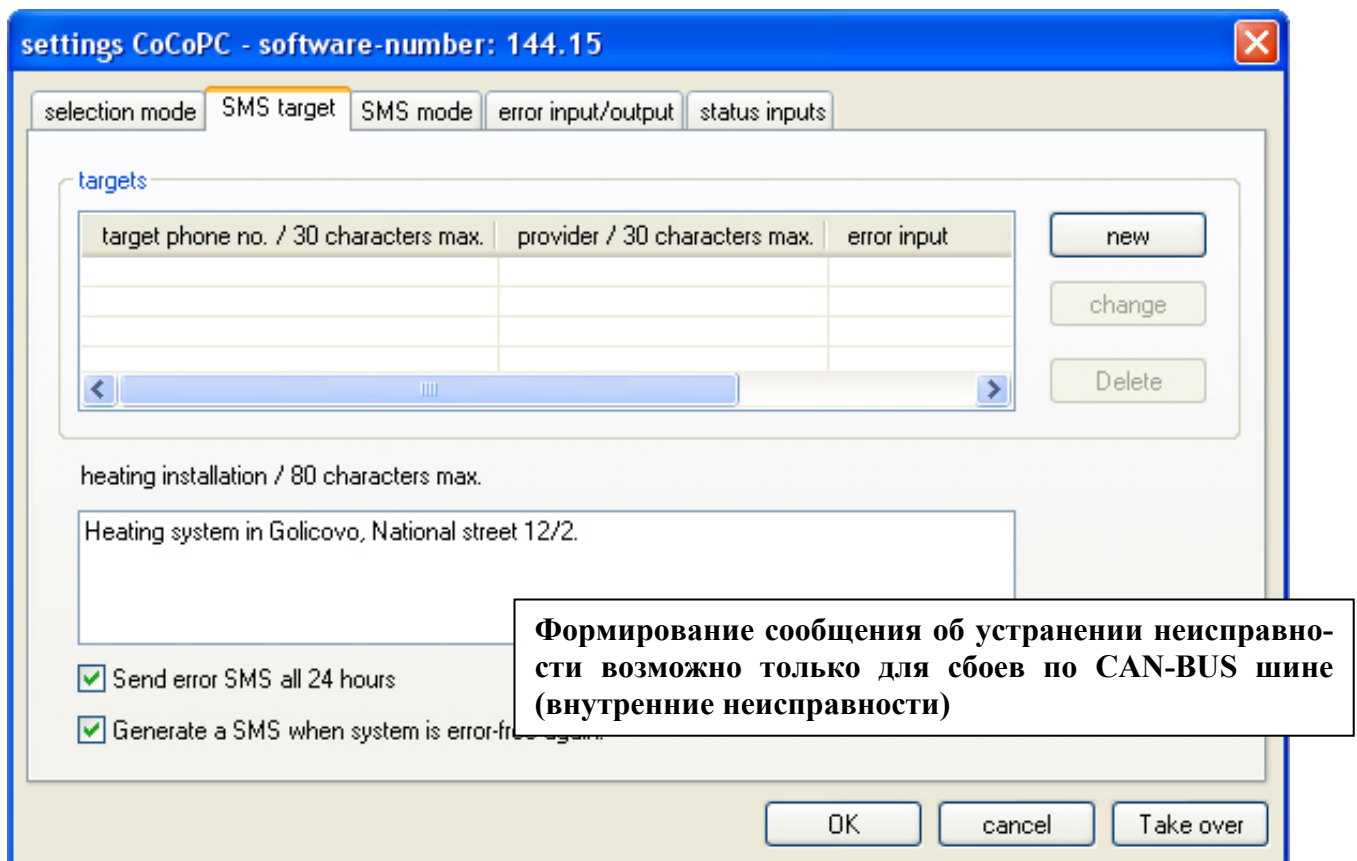 settings CoCoPC - software-number: 144.15
selection mode SMS target SMS mode error input/output status inputs
targets
target phone no. / 30 characters max. provider / 30 characters max. error input
new
change
Delete
heating installation / 80 characters max.
Heating system in Golicovo, National street 12/2.
Формирование сообщения об устранении неисправно-
сти возможно только для сбоев по CAN-BUS шине
(внутренние неисправности)
Send error SMS all 24 hours
Generate a SMS when system is error-free again.
OK cancel Take over